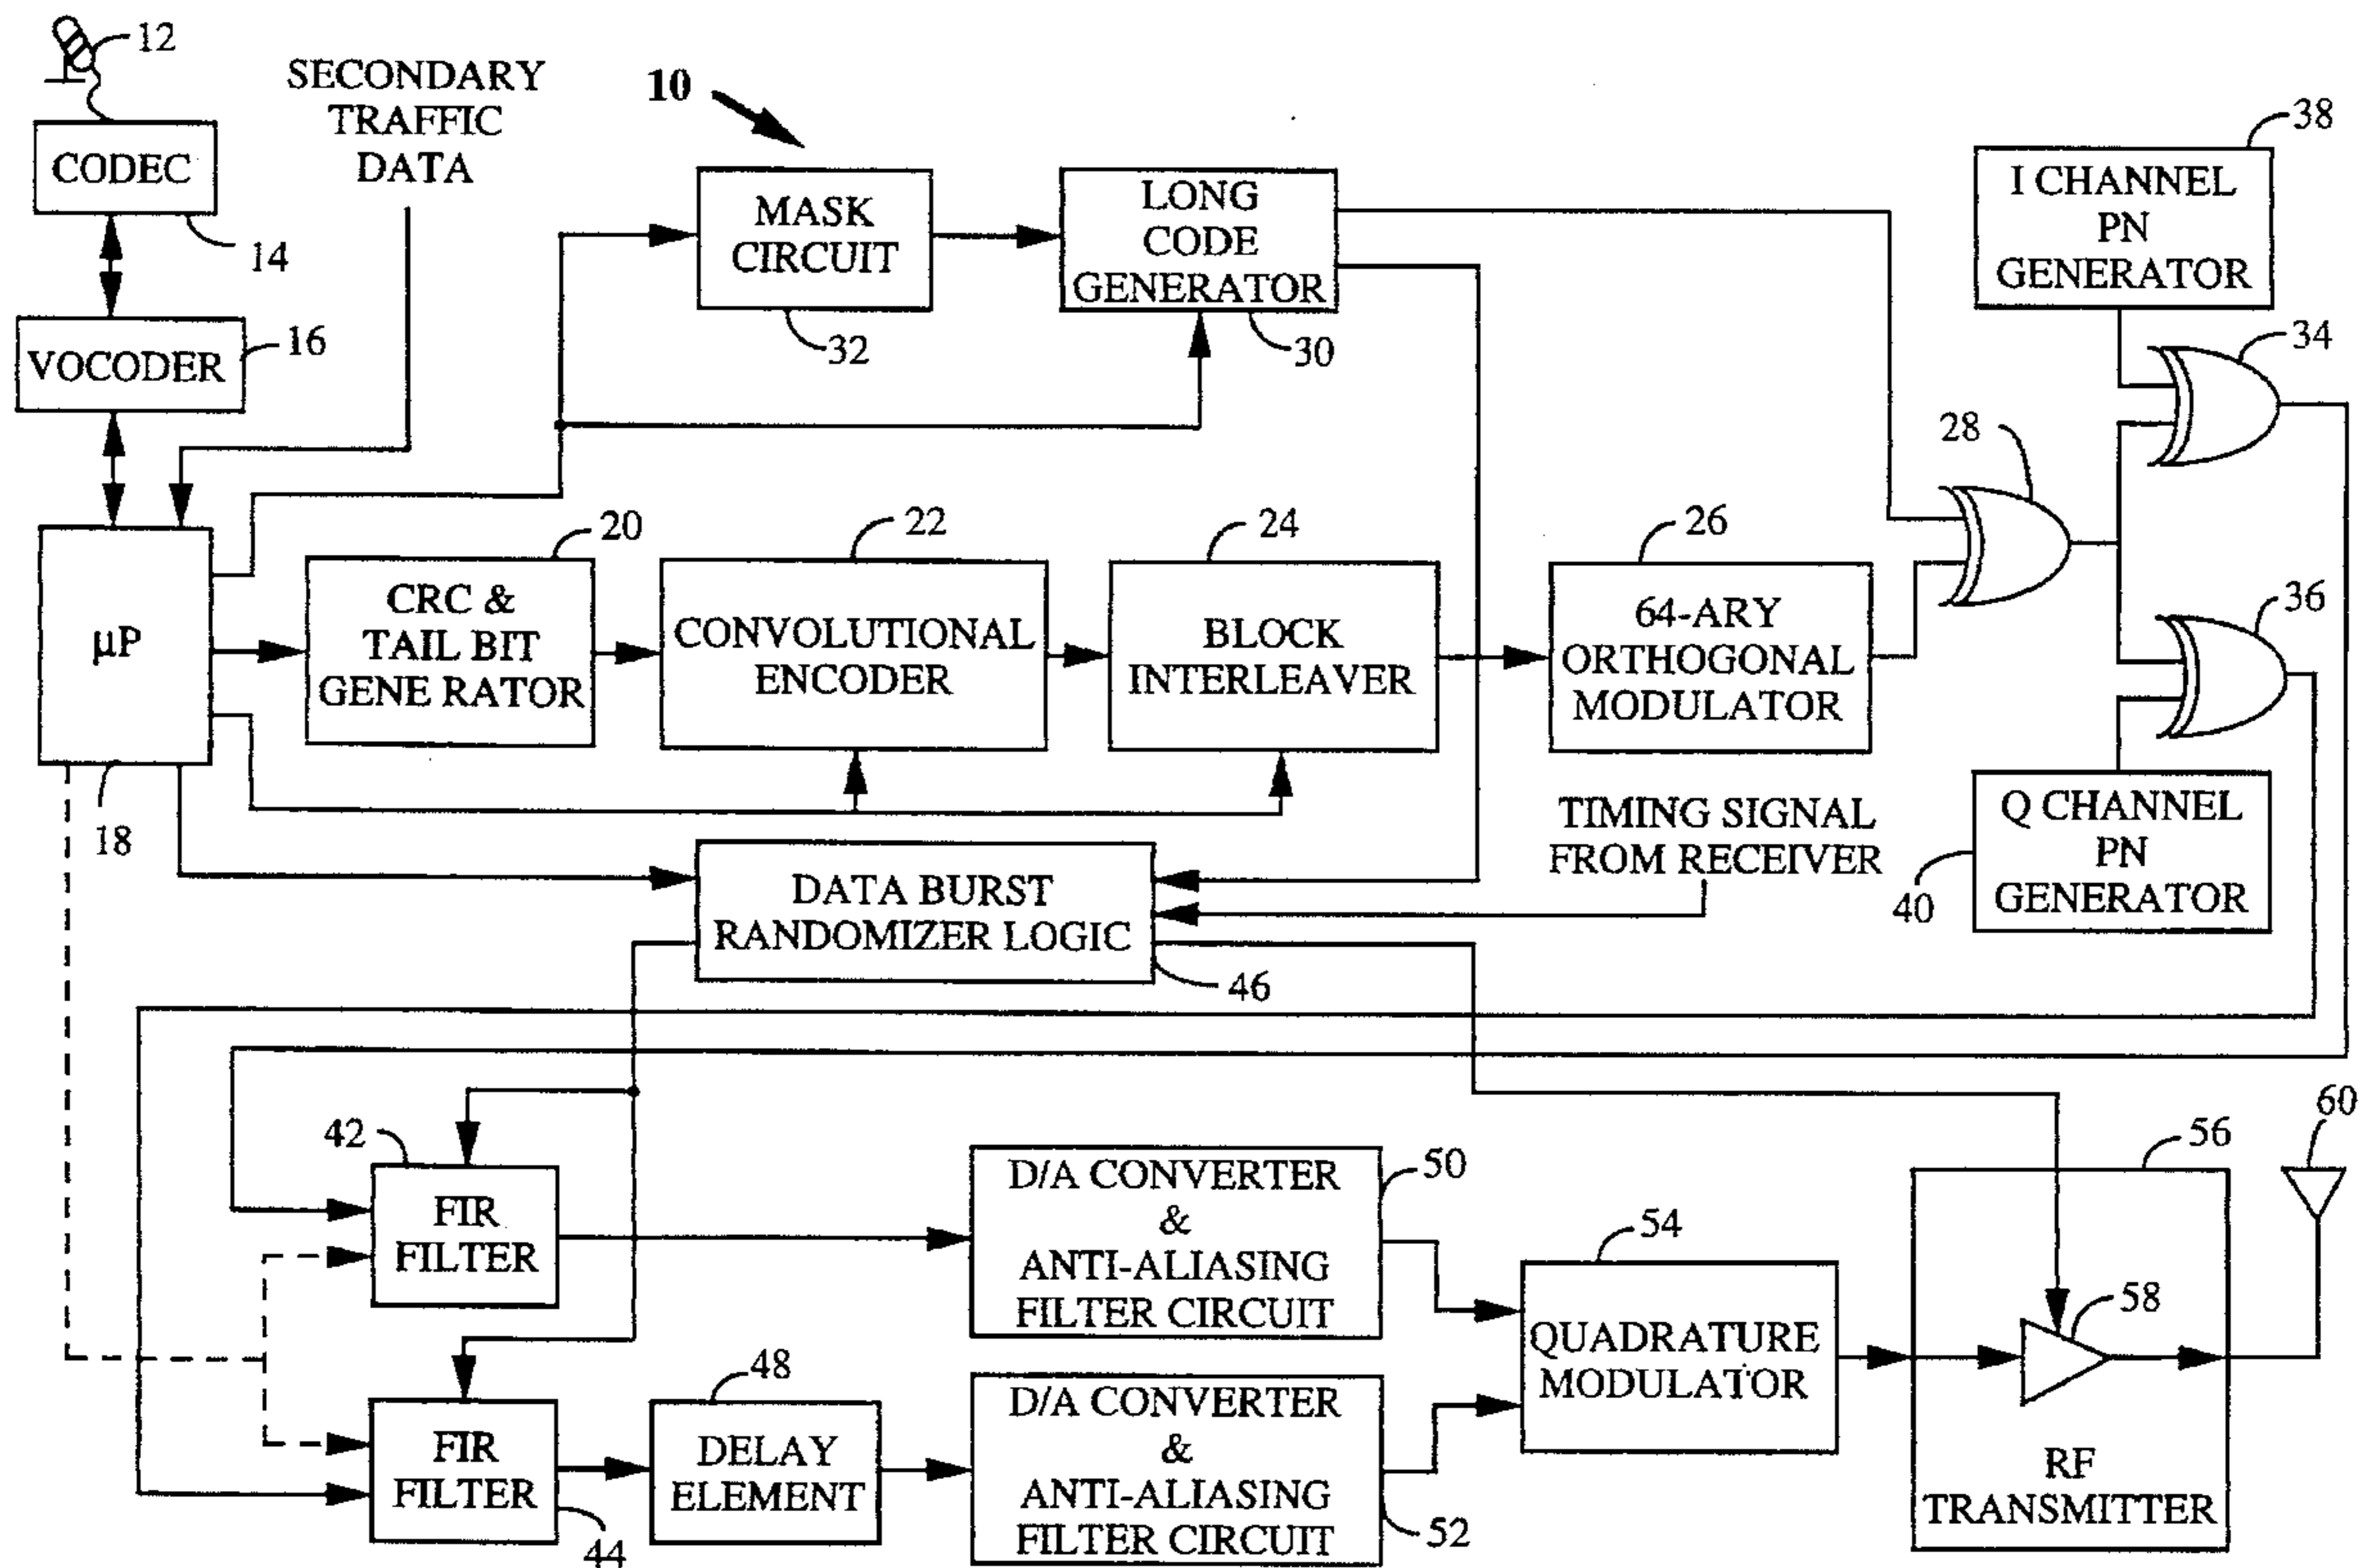 12
SECONDARY
TRAFFIC
DATA
10
38
CODEC
14
MASK
CIRCUIT
32
LONG
CODE
GENERATOR
30
I CHANNEL
PN
GENERATOR
34
VOCODER
16
28
µP
18
20
CRC &
TAIL BIT
GENE RATOR
22
CONVOLUTIONAL
ENCODER
24
BLOCK
INTERLEAVER
26
64-ARY
ORTHOGONAL
MODULATOR
36
TIMING SIGNAL
FROM RECEIVER
Q CHANNEL
PN
GENERATOR
40
DATA BURST
RANDOMIZER LOGIC
46
42
FIR
FILTER
D/A CONVERTER
&
ANTI-ALIASING
FILTER CIRCUIT
50
54
QUADRATURE
MODULATOR
56
58
60
RF
TRANSMITTER
FIR
FILTER
44
48
DELAY
ELEMENT
D/A CONVERTER
&
ANTI-ALIASING
FILTER CIRCUIT
52